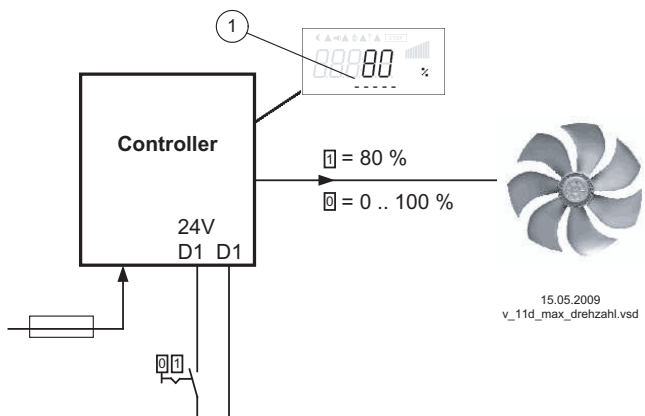 1
80
%
Controller
1 = 80 %
0 = 0 .. 100 %
24V
D1 D1
15.05.2009
v_11d_max_drehzahl.vsd
0 1